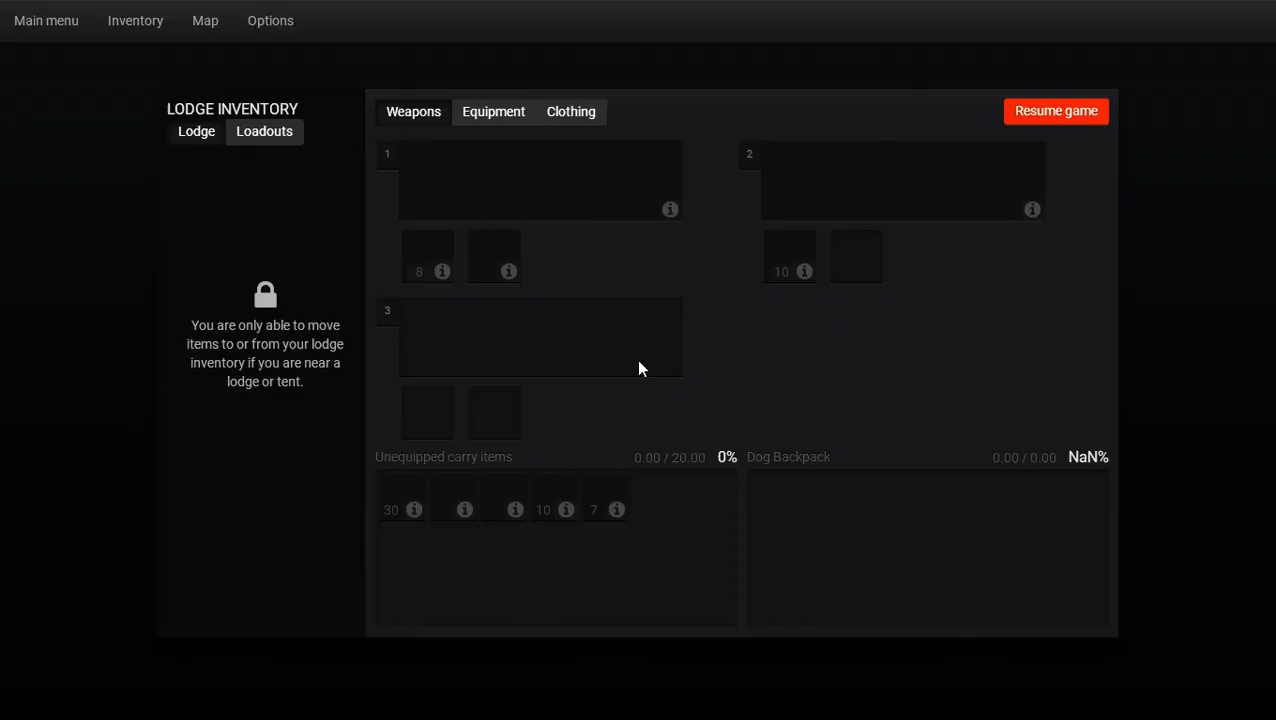 Main menu Inventory Map Options
LODGE INVENTORY
Lodge Loadouts
You are only able to move
items to or from your lodge
inventory if you are near a
lodge or tent.
Weapons Equipment Clothing
Resume game
1
2
8
10
3
Unequipped carry items 0.00 / 20.00 0%
Dog Backpack 0.00 / 0.00 NaN%
30 10 7